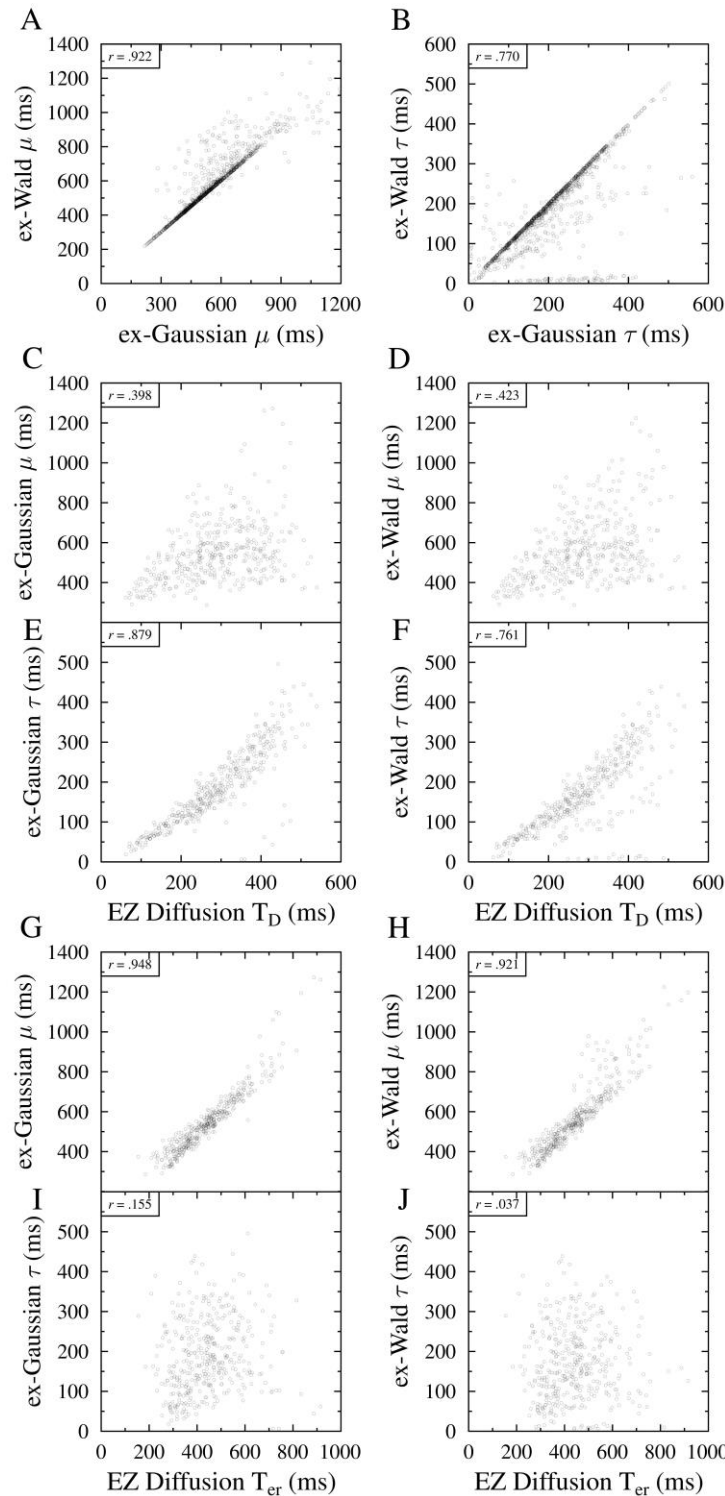 A
B
r = .922
r = .770
ex-Wald μ (ms)
1400
1200
1000
800
600
400
200
0
ex-Wald τ (ms)
600
500
400
300
200
100
0
0 300 600 900 1200
0 200 400 600
ex-Gaussian μ (ms)
ex-Gaussian τ (ms)
C
D
r = .398
r = .423
ex-Gaussian μ (ms)
1400
1200
1000
800
600
400
ex-Wald μ (ms)
1400
1200
1000
800
600
400
E
F
r = .879
r = .761
ex-Gaussian τ (ms)
500
400
300
200
100
0
ex-Wald τ (ms)
500
400
300
200
100
0
0 200 400 600
0 200 400 600
EZ Diffusion T_D (ms)
EZ Diffusion T_D (ms)
G
H
r = .948
r = .921
ex-Gaussian μ (ms)
1400
1200
1000
800
600
400
ex-Wald μ (ms)
1400
1200
1000
800
600
400
I
J
r = .155
r = .037
ex-Gaussian τ (ms)
500
400
300
200
100
0
ex-Wald τ (ms)
500
400
300
200
100
0
0 200 400 600 800 1000
0 200 400 600 800 1000
EZ Diffusion T_er (ms)
EZ Diffusion T_er (ms)